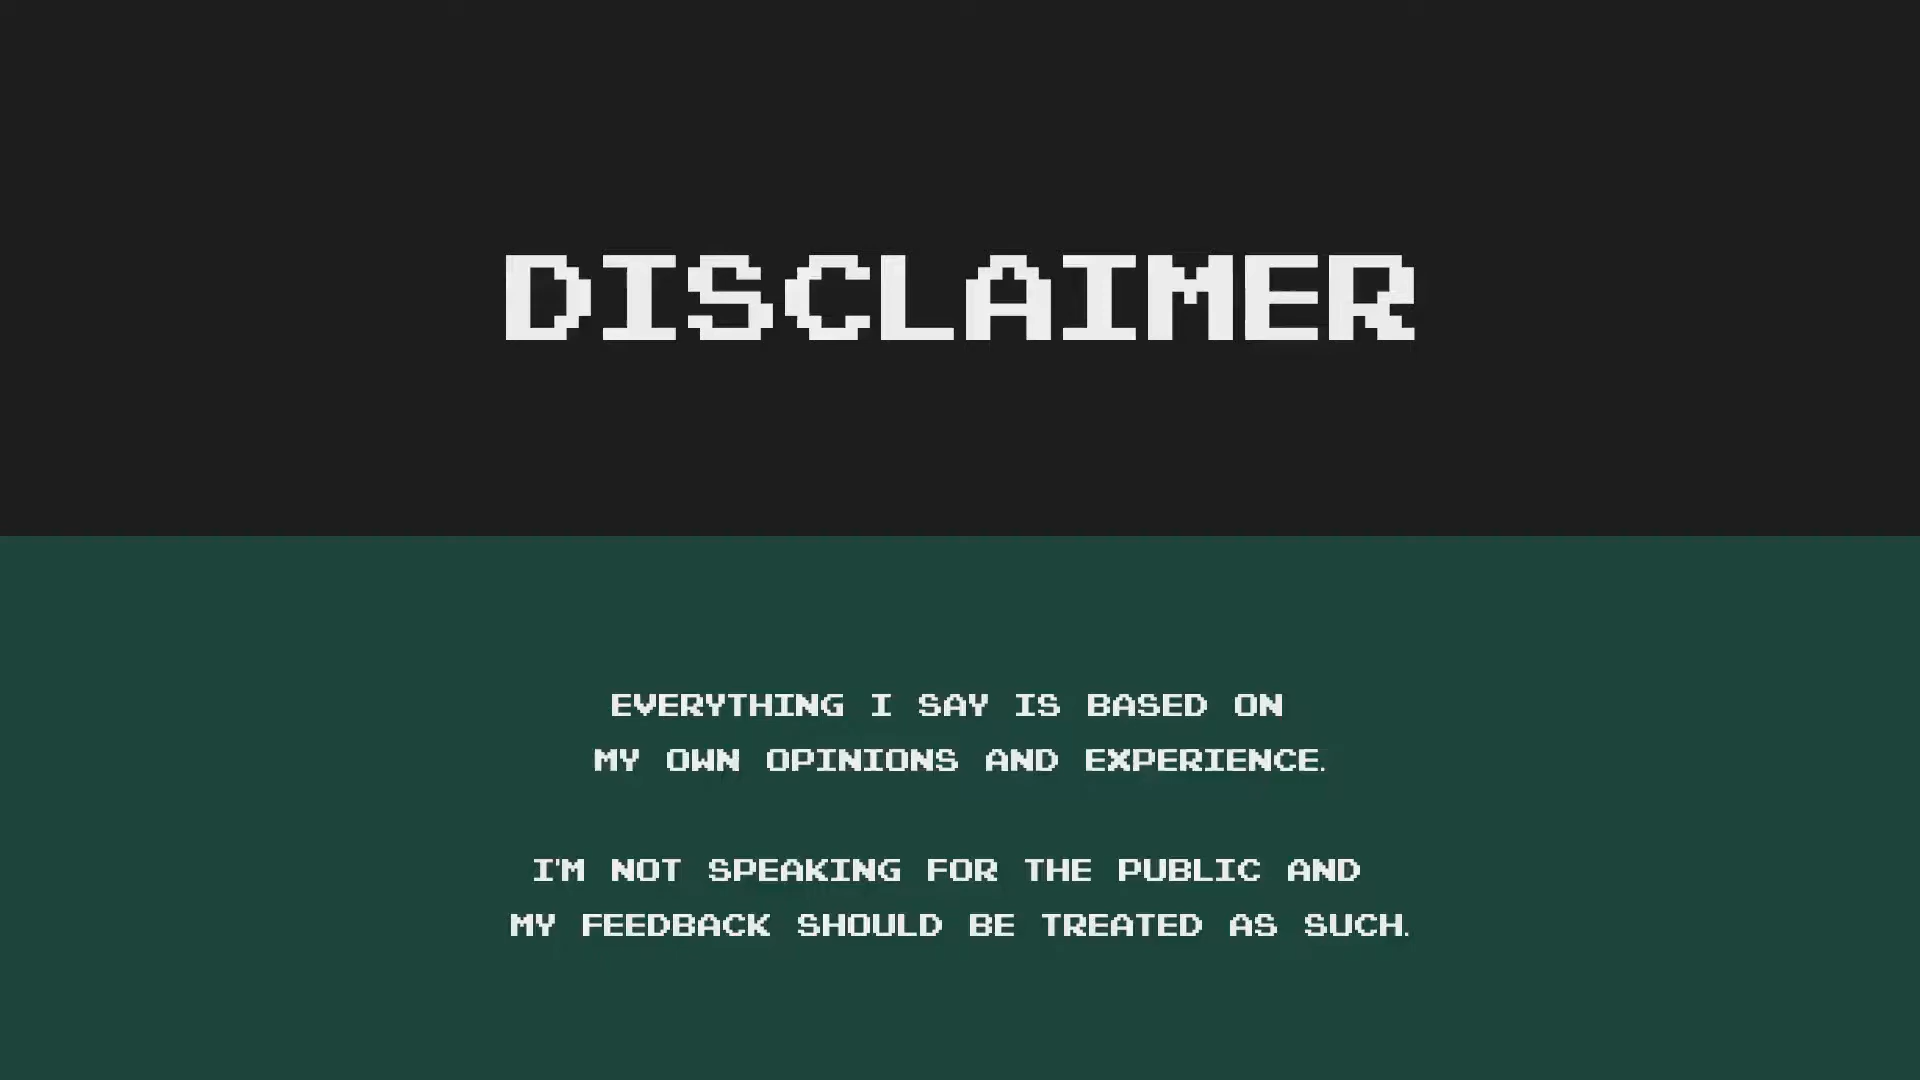 DISCLAIMER
EVERYTHING I SAY IS BASED ON
MY OWN OPINIONS AND EXPERIENCE.
I'M NOT SPEAKING FOR THE PUBLIC AND
MY FEEDBACK SHOULD BE TREATED AS SUCH.